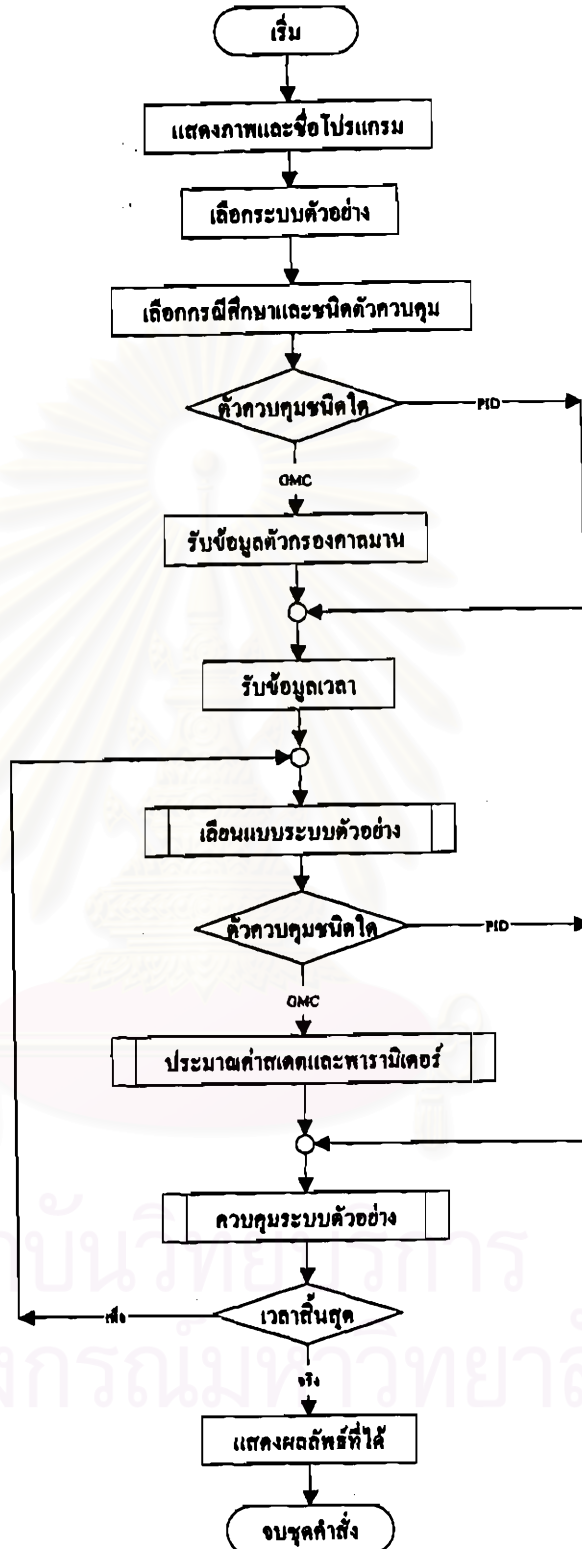 เริ่ม
แสดงภาพและชื่อโปรแกรม
เลือกระบบตัวอย่าง
เลือกกรณีศึกษาและชนิดตัวควบคุม
ตัวควบคุมชนิดใด
PID
GMC
รับข้อมูลตัวกรองคาลมาน
รับข้อมูลเวลา
เลียนแบบระบบตัวอย่าง
ตัวควบคุมชนิดใด
PID
GMC
ประมาณค่าสเตตและพารามิเตอร์
ควบคุมระบบตัวอย่าง
เวลาสิ้นสุด
เท็จ
จริง
แสดงผลลัพธ์ที่ได้
จบชุดคำสั่ง